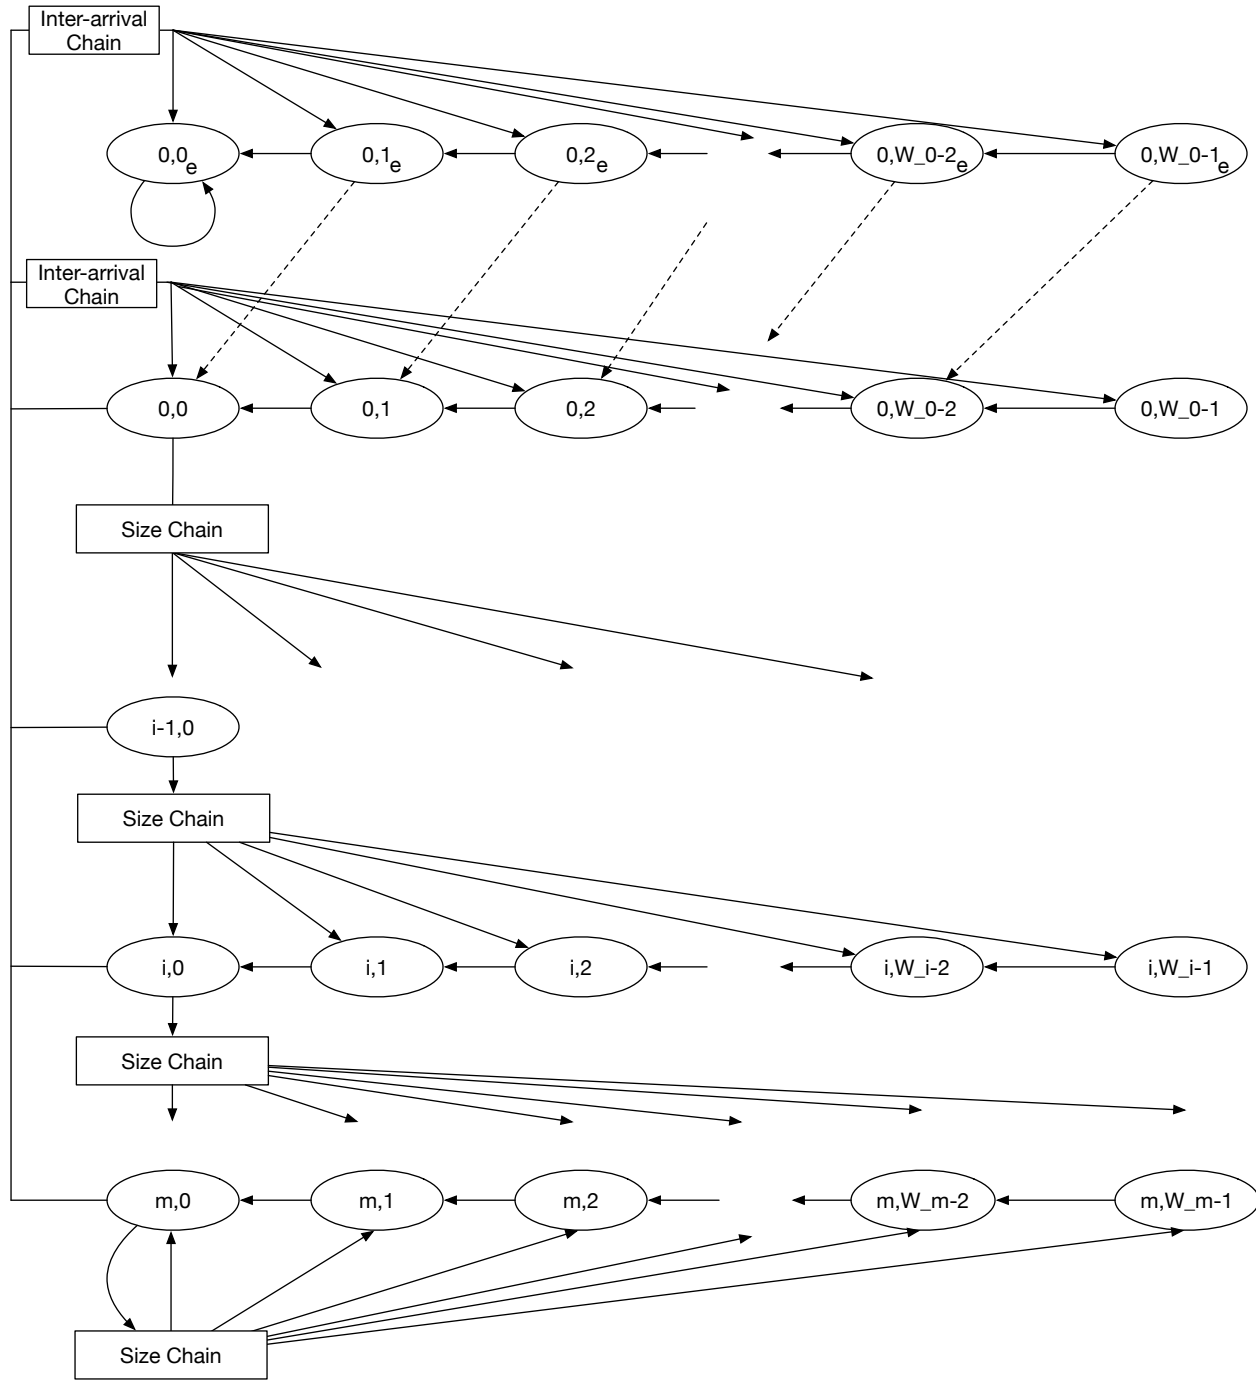 Inter-arrival
Chain
0,0e
0,1e
0,2e
0,W_0-2e
0,W_0-1e
Inter-arrival
Chain
0,0
0,1
0,2
0,W_0-2
0,W_0-1
Size Chain
i-1,0
Size Chain
i,0
i,1
i,2
i,W_i-2
i,W_i-1
Size Chain
m,0
m,1
m,2
m,W_m-2
m,W_m-1
Size Chain